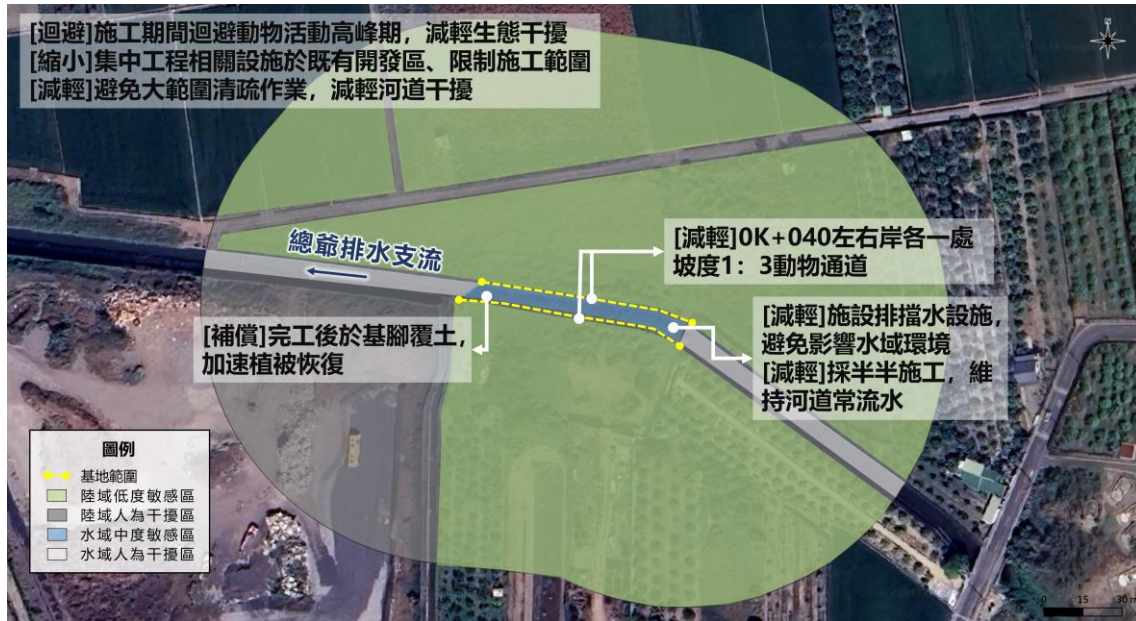 [迴避]施工期間迴避動物活動高峰期，減輕生態干擾
[縮小]集中工程相關設施於既有開發區、限制施工範圍
[減輕]避免大範圍清疏作業，減輕河道干擾
總爺排水支流
[減輕]0K+040左右岸各一處
坡度1：3動物通道
[減輕]施設排擋水設施，
避免影響水域環境
[減輕]採半半施工，維
持河道常流水
[補償]完工後於基腳覆土，
加速植被恢復
圖例
基地範圍
陸域低度敏感區
陸域人為干擾區
水域中度敏感區
水域人為干擾區
0 15 30 m